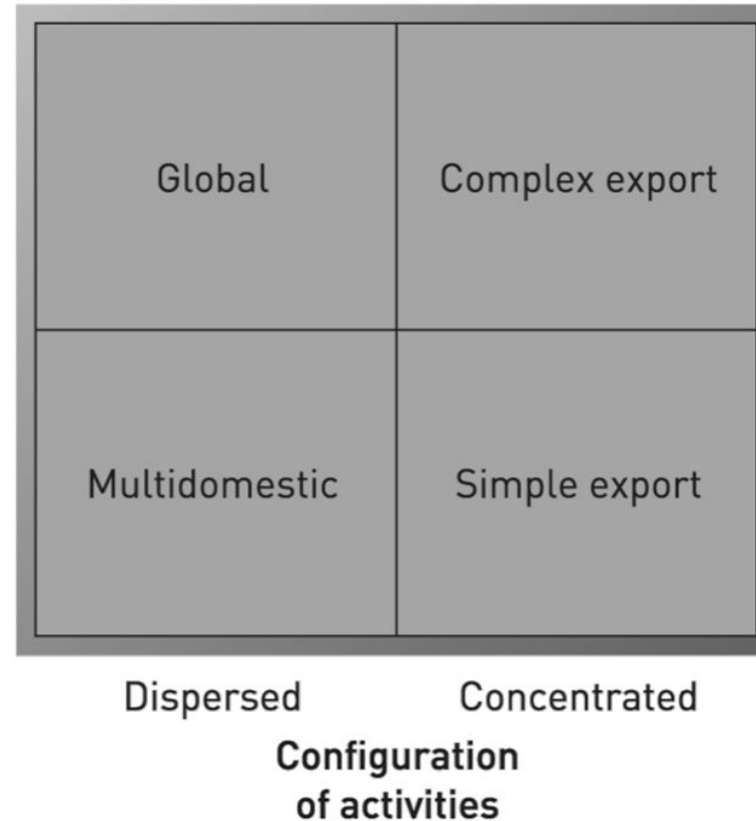 Global Complex export
Multidomestic Simple export
Dispersed Concentrated
Configuration
of activities